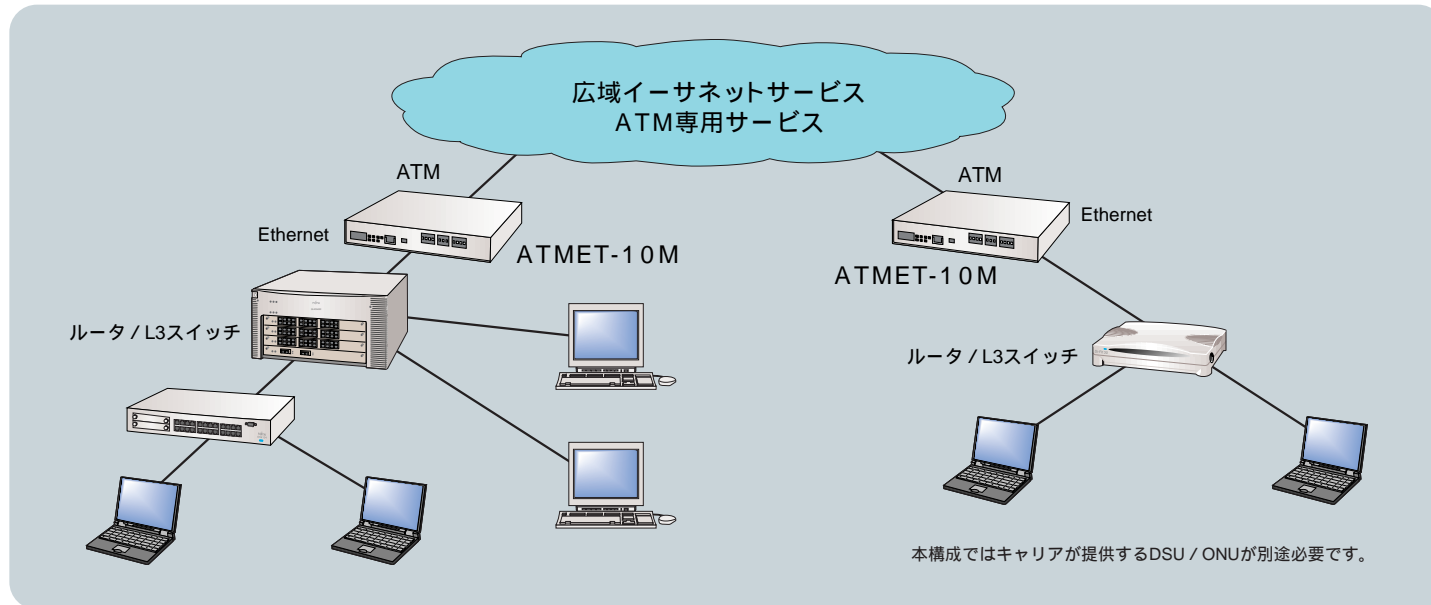 広域イーサネットサービス
ATM専用サービス
ATM
ATM
Ethernet
Ethernet
ATMET-10M
ATMET-10M
ルータ / L3スイッチ
ルータ / L3スイッチ
本構成ではキャリアが提供するDSU / ONUが別途必要です。